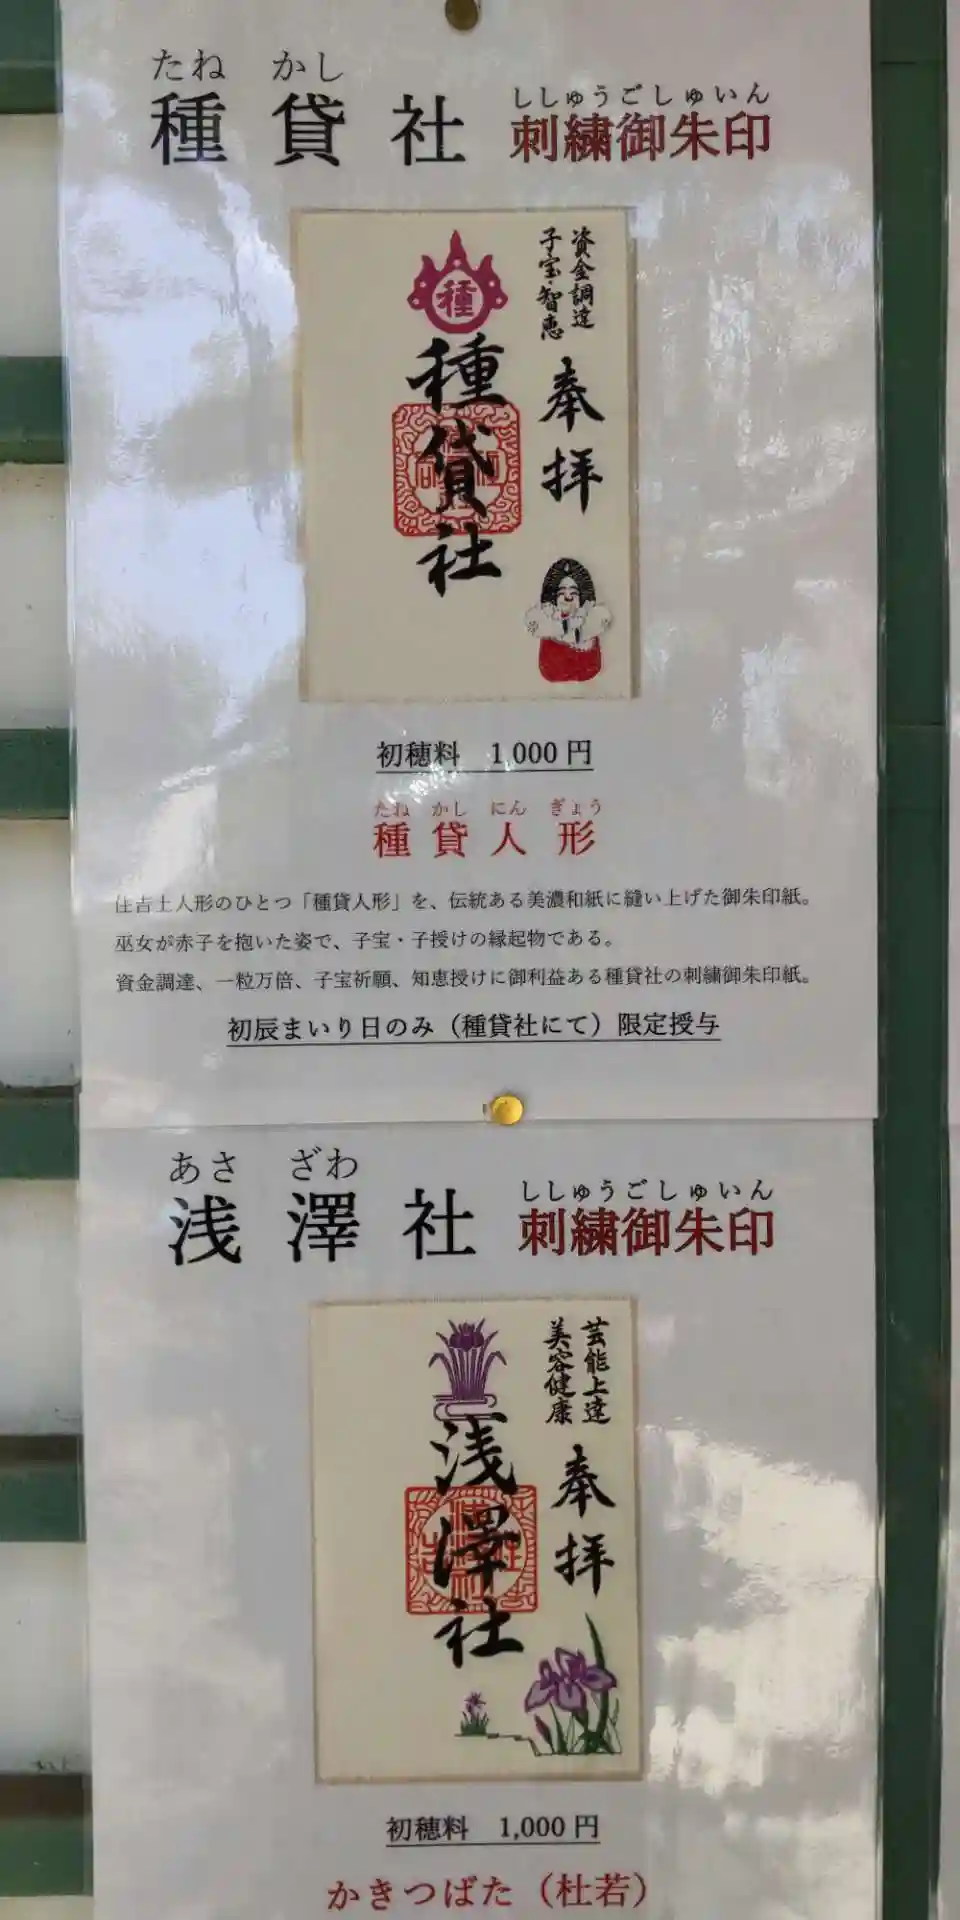 たね かし
種貸社 刺繍御朱印
ししゅうごしゅいん
資金調達
子宝・智恵
奉拝
種
種貸社
初穂料 1,000円
たね かし にん ぎょう
種貸人形
住吉土人形のひとつ「種貸人形」を、伝統ある美濃和紙に縫い上げた御朱印紙。
巫女が赤子を抱いた姿で、子宝・子授けの縁起物である。
資金調達、一粒万倍、子宝祈願、知恵授けに御利益ある種貸社の刺繍御朱印紙。
初辰まいり日のみ（種貸社にて）限定授与
あさ ざわ
浅澤社 刺繍御朱印
ししゅうごしゅいん
芸能上達
美容健康
奉拝
浅澤社
初穂料 1,000円
かきつばた（杜若）